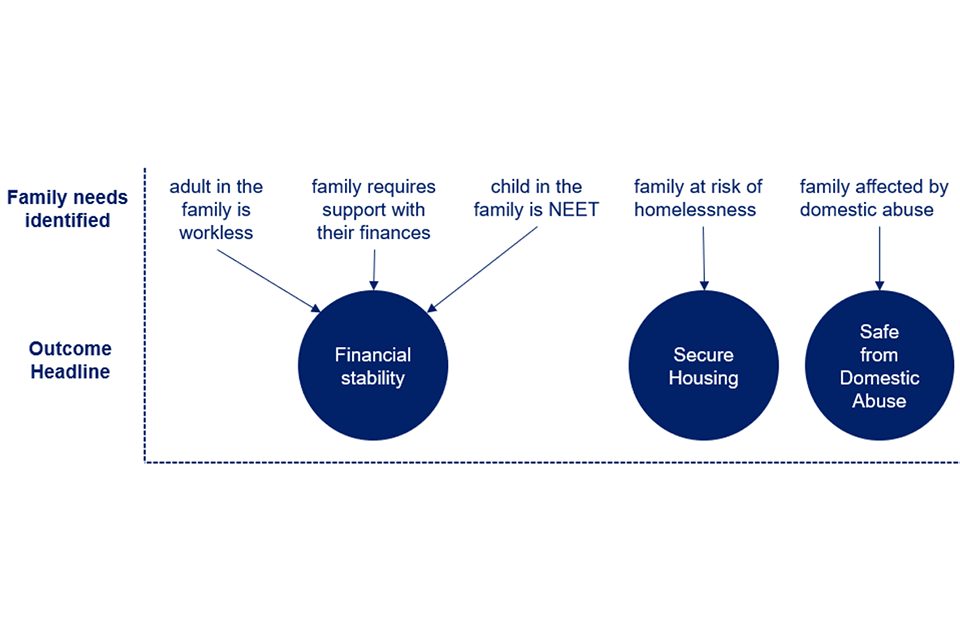 Family needs
identified
adult in the
family is
workless
family requires
support with
their finances
child in the
family is NEET
family at risk of
homelessness
family affected by
domestic abuse
Outcome
Headline
Financial
stability
Secure
Housing
Safe
from
Domestic
Abuse